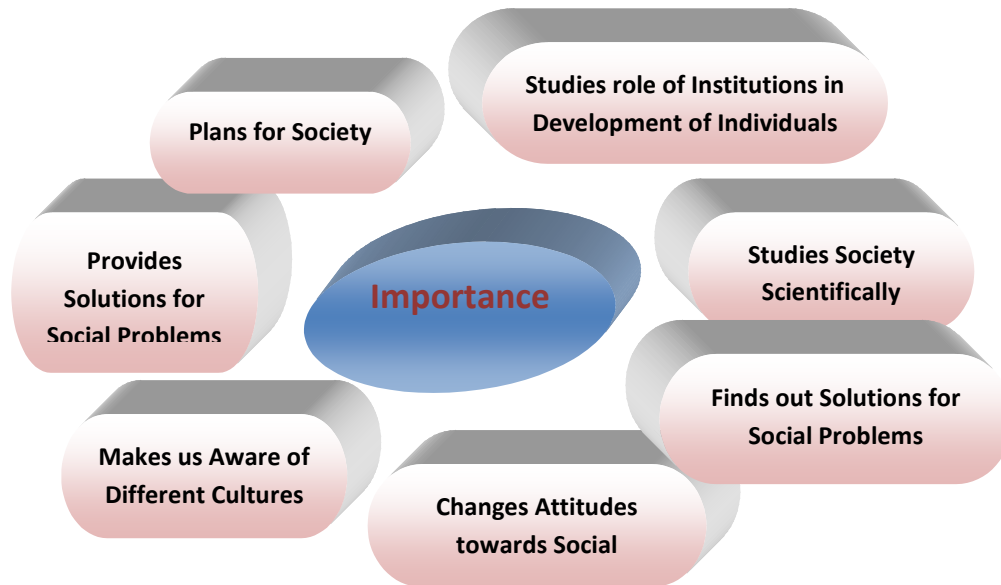 Studies role of Institutions in
Development of Individuals
Plans for Society
Studies Society
Scientifically
Provides
Solutions for
Social Problems
Importance
Finds out Solutions for
Social Problems
Makes us Aware of
Different Cultures
Changes Attitudes
towards Social